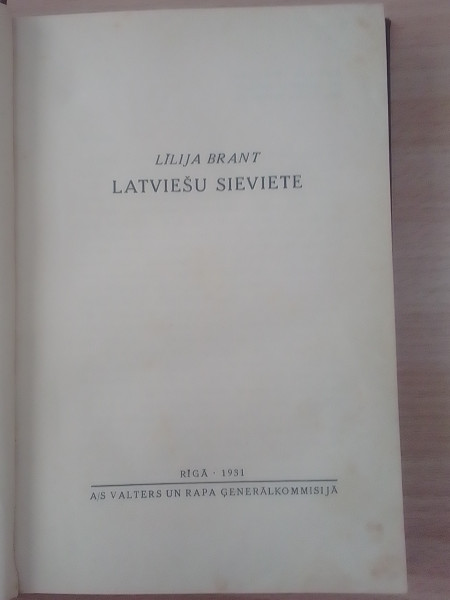 LĪLIJA BRANT
LATVIEŠU SIEVIETE
RĪGĀ · 1931
A/S VALTERS UN RAPA ĢENERĀLKOMMISIJĀ